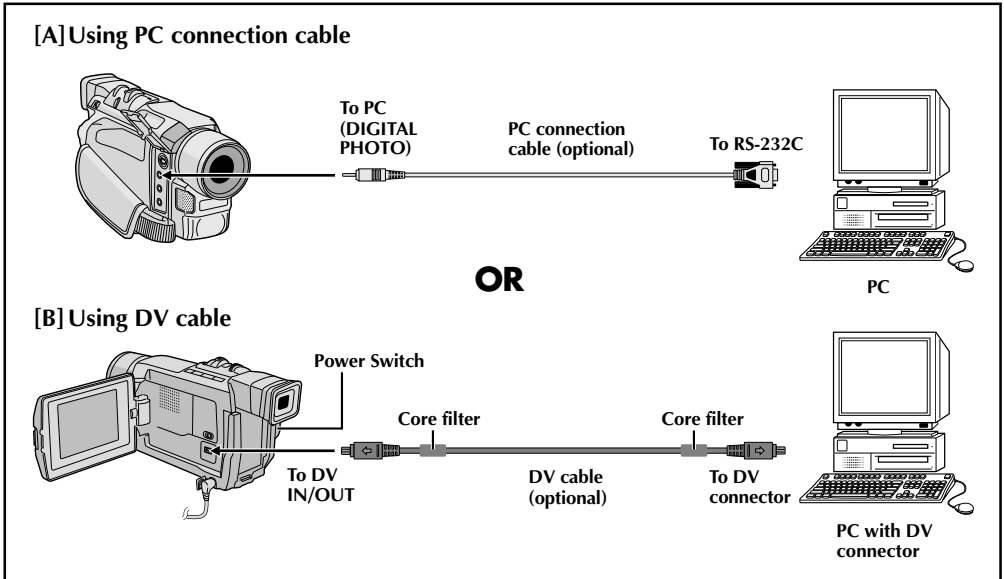 [A] Using PC connection cable
To PC
(DIGITAL
PHOTO)
PC connection
cable (optional)
To RS-232C
PC
OR
[B] Using DV cable
Power Switch
Core filter
Core filter
To DV
IN/OUT
DV cable
(optional)
To DV
connector
PC with DV
connector